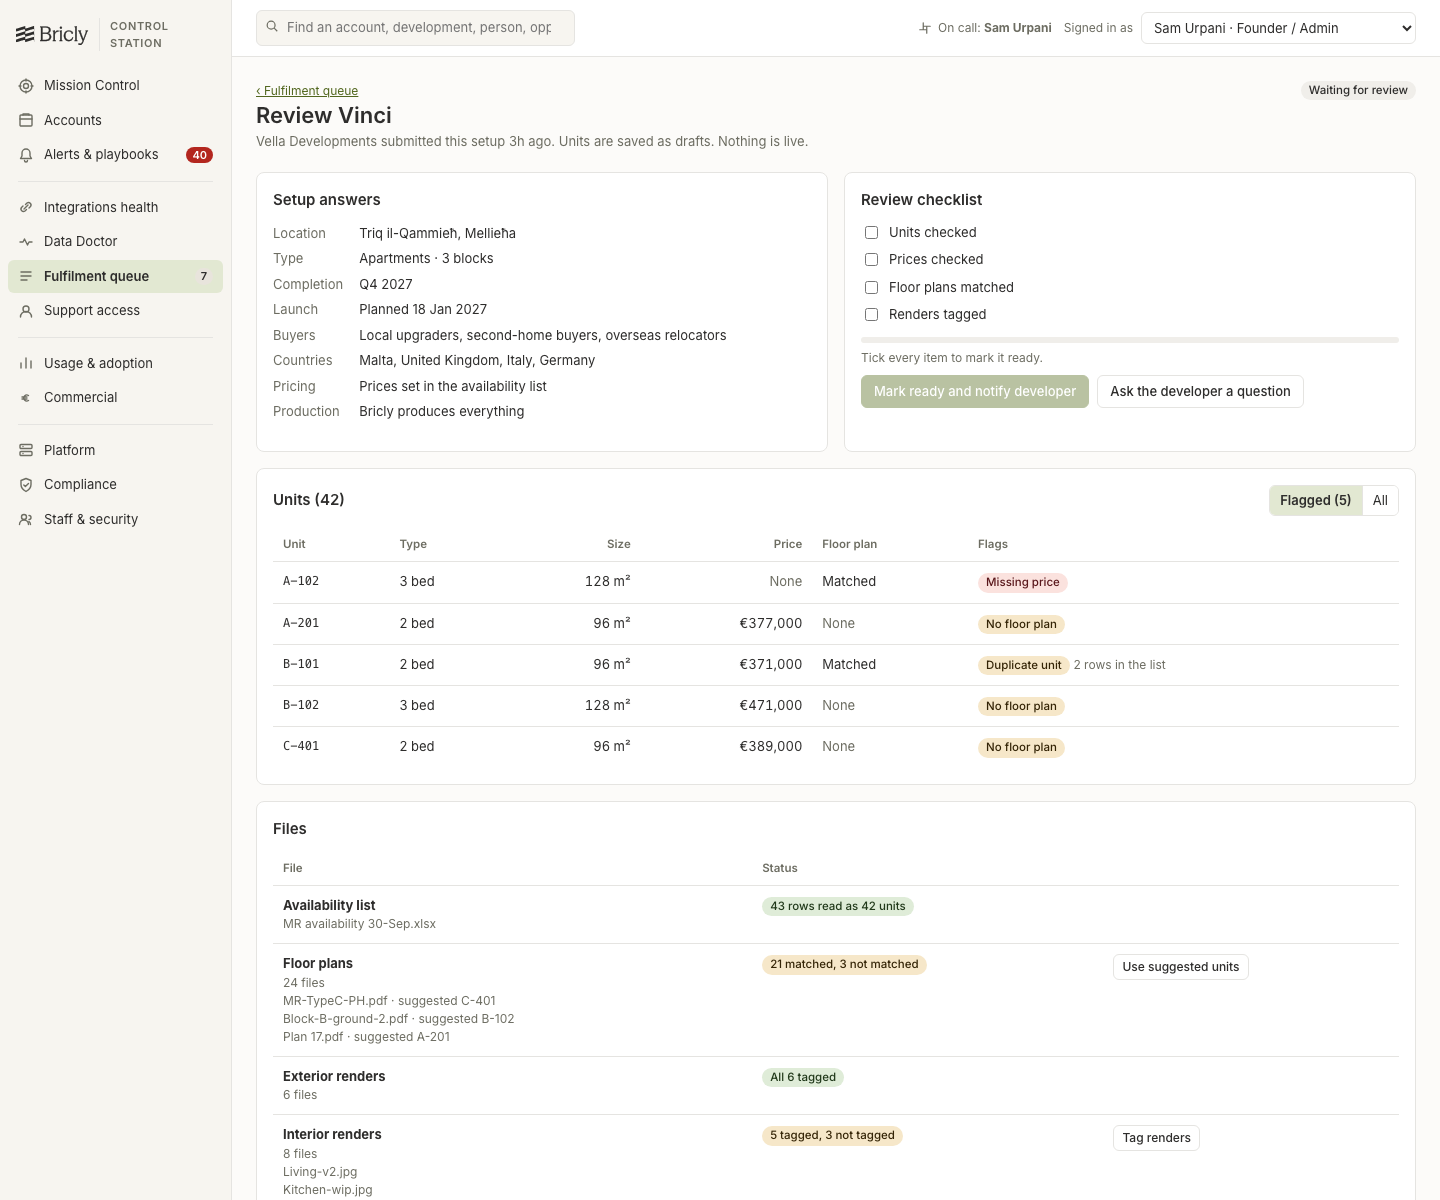 Bricly
CONTROL
STATION
Find an account, development, person, opp
On call: Sam Urpani
Signed in as
Sam Urpani · Founder / Admin
Mission Control
Accounts
Alerts & playbooks 40
Integrations health
Data Doctor
Fulfilment queue 7
Support access
Usage & adoption
Commercial
Platform
Compliance
Staff & security
‹ Fulfilment queue
Waiting for review
Review Vinci
Vella Developments submitted this setup 3h ago. Units are saved as drafts. Nothing is live.
Setup answers
Location Triq il-Qammieħ, Mellieħa
Type Apartments · 3 blocks
Completion Q4 2027
Launch Planned 18 Jan 2027
Buyers Local upgraders, second-home buyers, overseas relocators
Countries Malta, United Kingdom, Italy, Germany
Pricing Prices set in the availability list
Production Bricly produces everything
Review checklist
Units checked
Prices checked
Floor plans matched
Renders tagged
Tick every item to mark it ready.
Mark ready and notify developer
Ask the developer a question
Units (42)
Flagged (5) All
Unit Type Size Price Floor plan Flags
A-102 3 bed 128 m² None Matched Missing price
A-201 2 bed 96 m² €377,000 None No floor plan
B-101 2 bed 96 m² €371,000 Matched Duplicate unit 2 rows in the list
B-102 3 bed 128 m² €471,000 None No floor plan
C-401 2 bed 96 m² €389,000 None No floor plan
Files
File Status
Availability list 43 rows read as 42 units
MR availability 30-Sep.xlsx
Floor plans 21 matched, 3 not matched Use suggested units
24 files
MR-TypeC-PH.pdf · suggested C-401
Block-B-ground-2.pdf · suggested B-102
Plan 17.pdf · suggested A-201
Exterior renders All 6 tagged
6 files
Interior renders 5 tagged, 3 not tagged Tag renders
8 files
Living-v2.jpg
Kitchen-wip.jpg